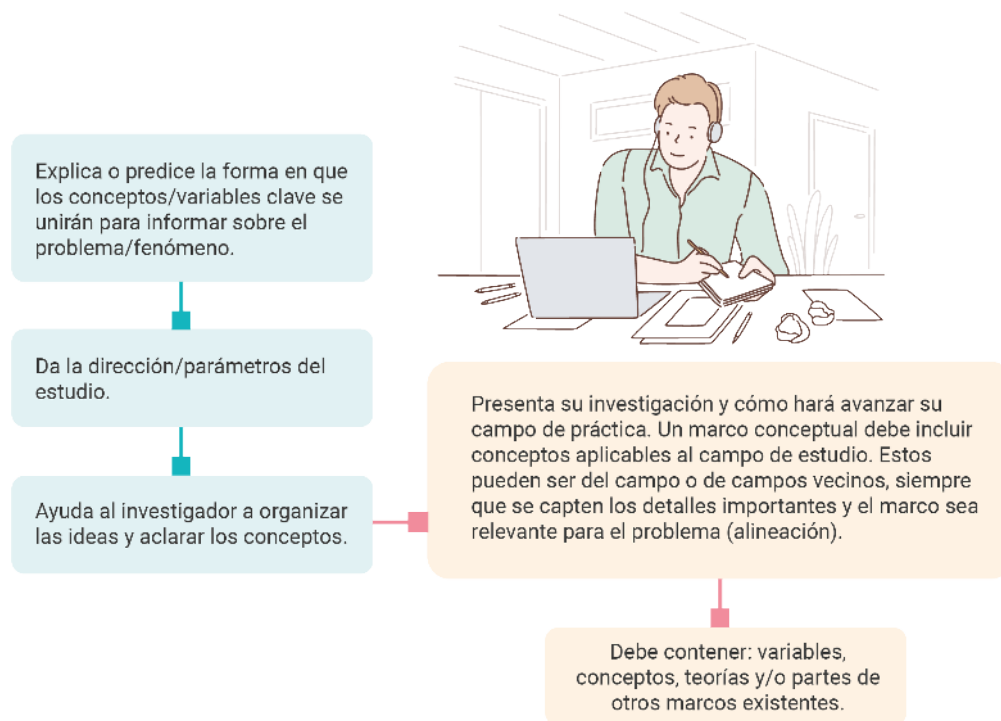 Explica o predice la forma en que
los conceptos/variables clave se
unirán para informar sobre el
problema/fenómeno.
Da la dirección/parámetros del
estudio.
Ayuda al investigador a organizar
las ideas y aclarar los conceptos.
Presenta su investigación y cómo hará avanzar su
campo de práctica. Un marco conceptual debe incluir
conceptos aplicables al campo de estudio. Estos
pueden ser del campo o de campos vecinos, siempre
que se capten los detalles importantes y el marco sea
relevante para el problema (alineación).
Debe contener: variables,
conceptos, teorías y/o partes de
otros marcos existentes.